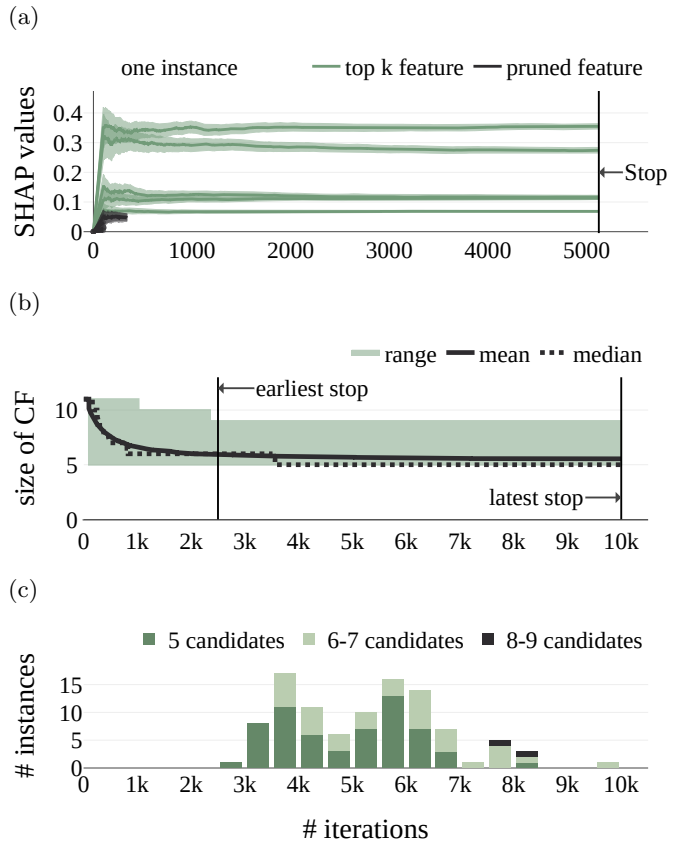 (a)
one instance
top k feature
pruned feature
SHAP values
0.4
0.3
0.2
0.1
0
Stop
0
1000
2000
3000
4000
5000
(b)
range
mean
median
size of CF
10
5
0
earliest stop
latest stop
0
1k
2k
3k
4k
5k
6k
7k
8k
9k
10k
(c)
5 candidates
6-7 candidates
8-9 candidates
# instances
15
10
5
0
0
1k
2k
3k
4k
5k
6k
7k
8k
9k
10k
# iterations